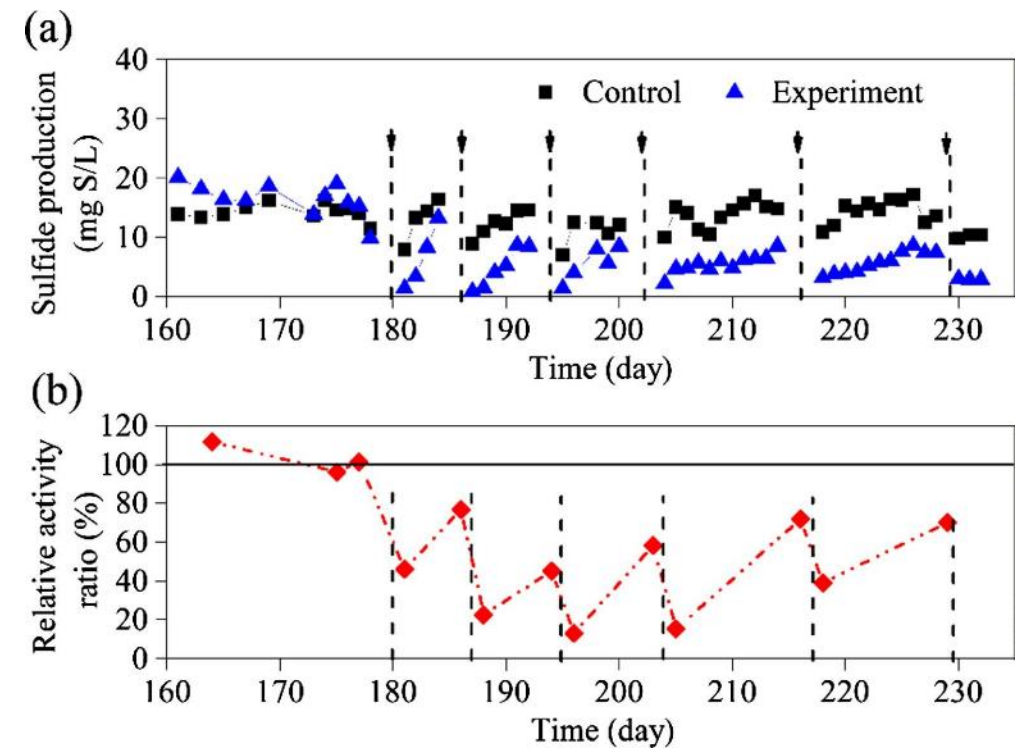 (a)
Sulfide production
(mg S/L)
40
30
20
10
0
Control
Experiment
160 170 180 190 200 210 220 230
Time (day)
(b)
Relative activity
ratio (%)
120
100
80
60
40
20
0
160 170 180 190 200 210 220 230
Time (day)